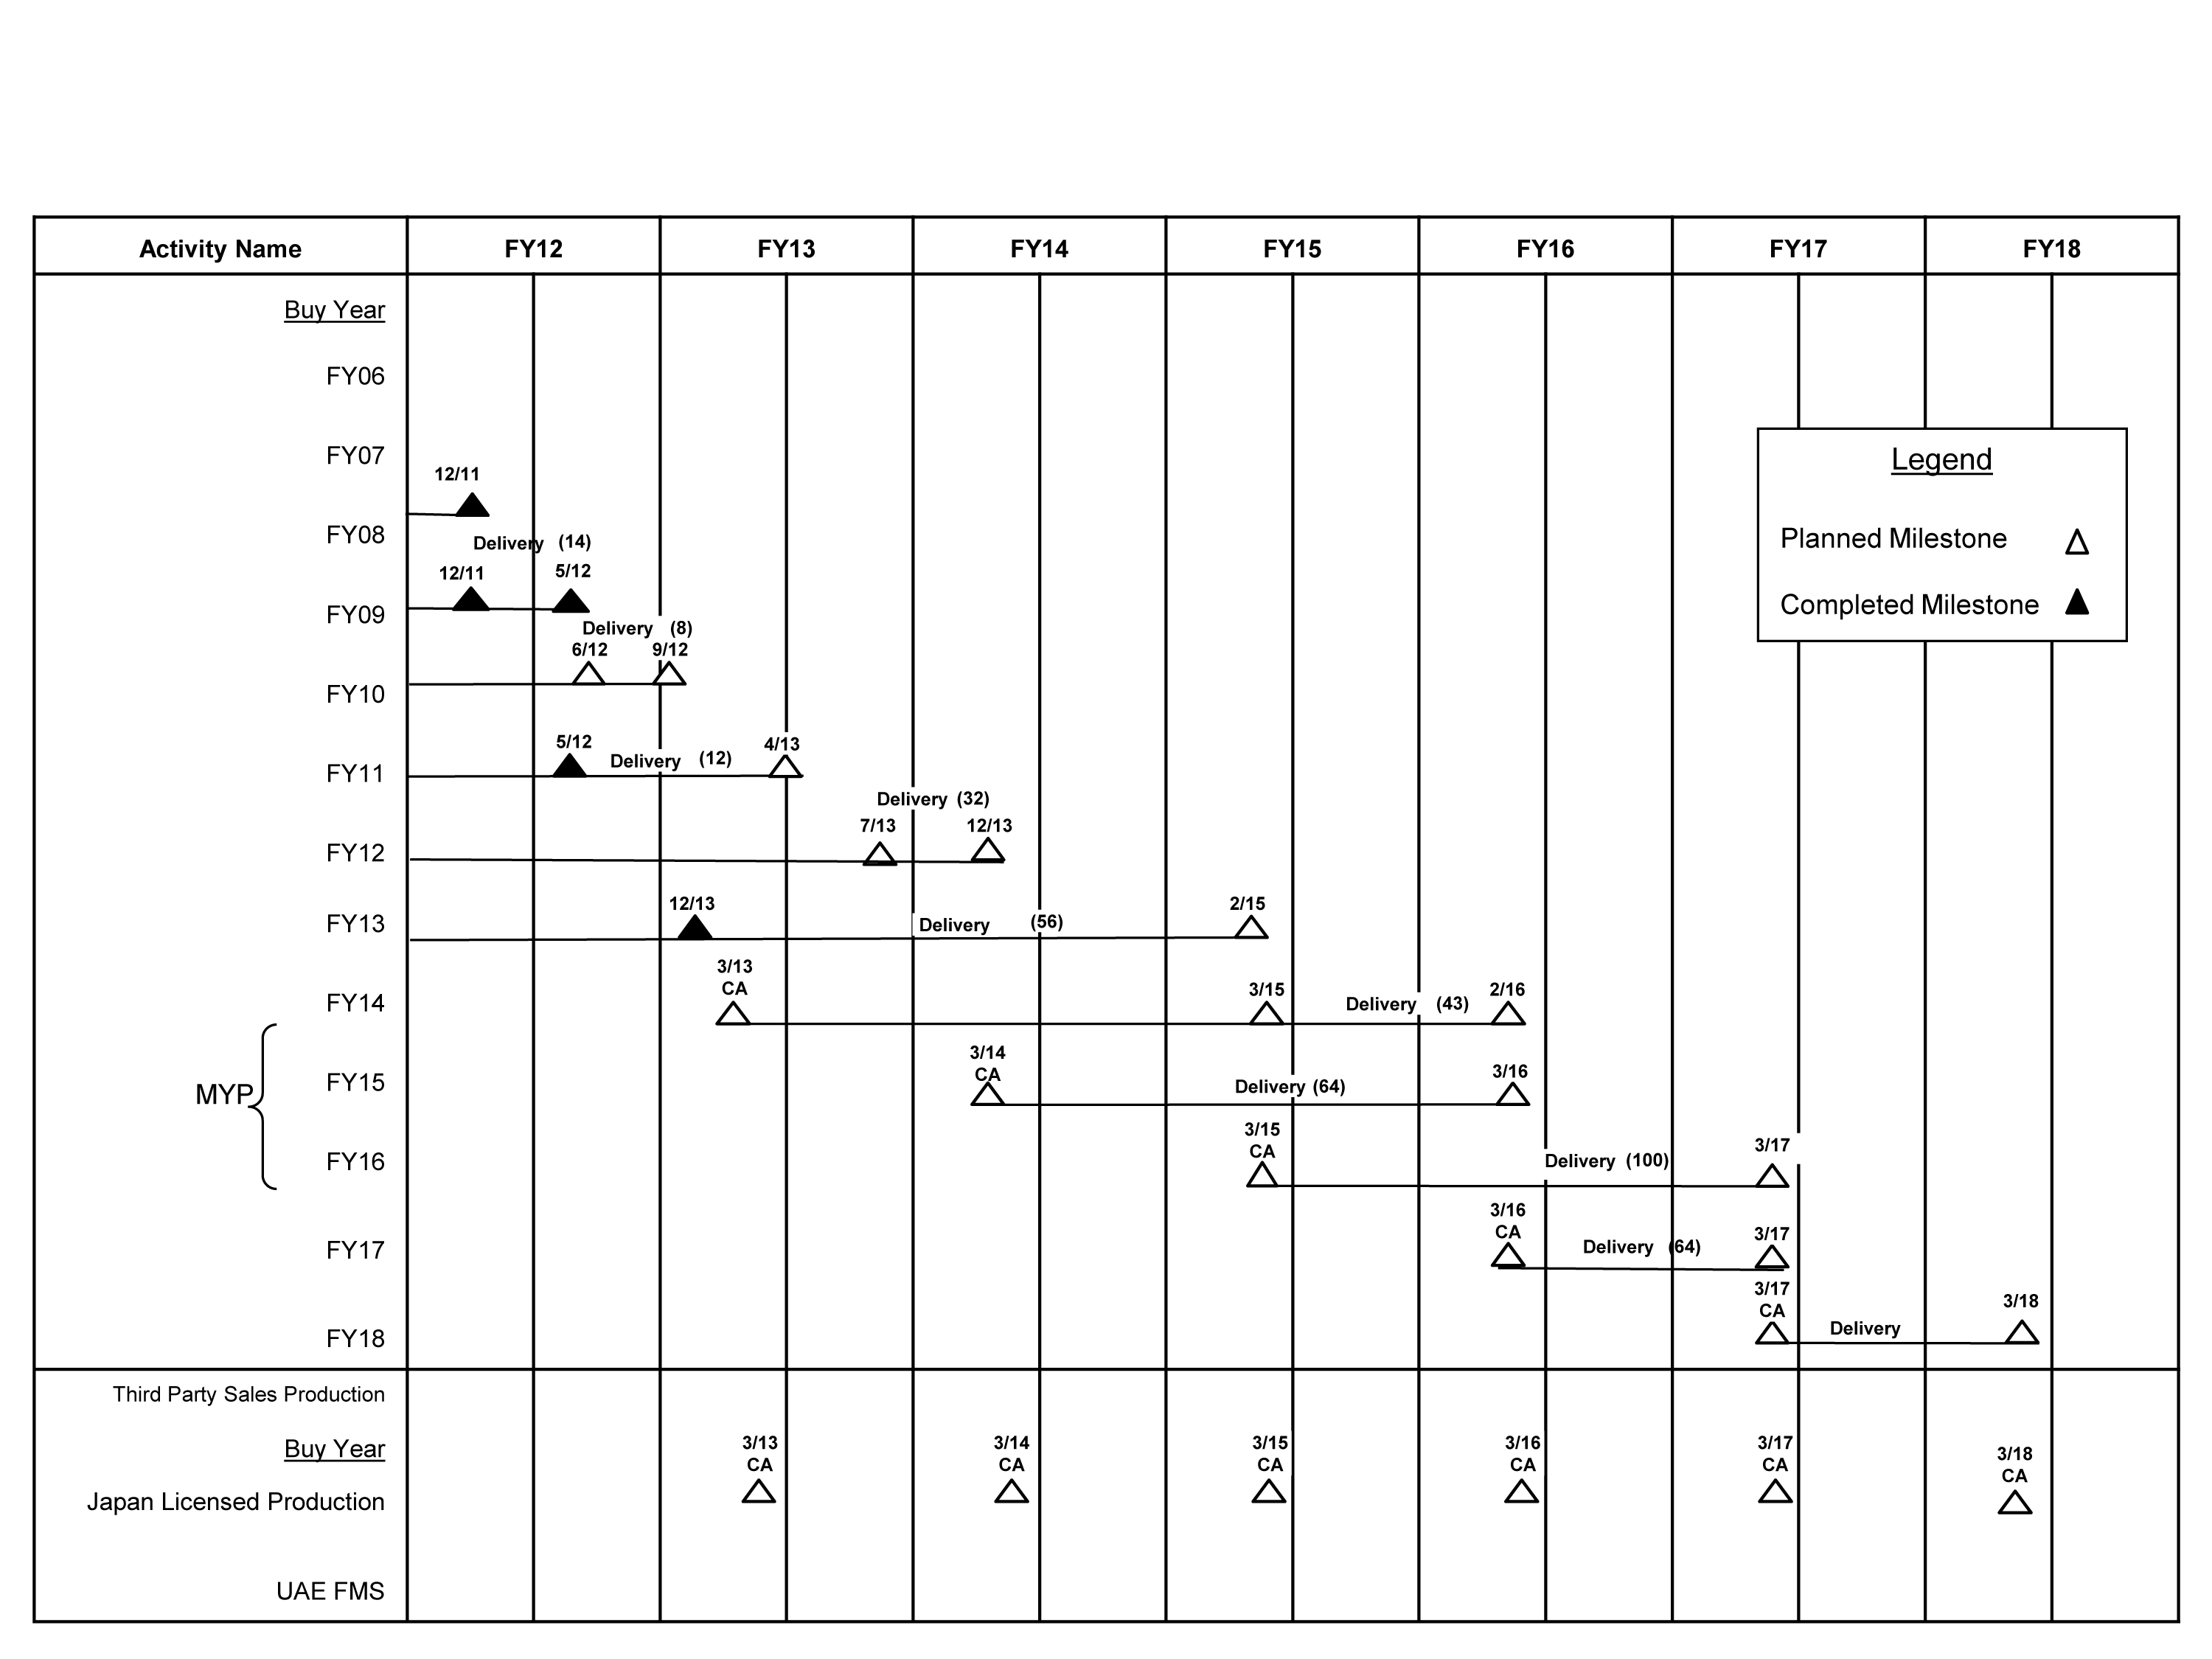 Activity Name FY12 FY13 FY14 FY15 FY16 FY17 FY18
Buy Year
FY06
FY07
12/11
Legend
FY08
Planned Milestone
Delivery (14)
12/11 5/12
Completed Milestone
FY09
Delivery (8)
6/12 9/12
FY10
5/12 4/13
Delivery (12)
FY11
Delivery (32)
7/13 12/13
FY12
12/13 2/15
FY13 Delivery (56)
3/13
CA
3/15 2/16
FY14 Delivery (43)
3/14
CA
3/16
FY15 Delivery (64)
MYP
3/15
CA
3/17
FY16 Delivery (100)
3/16
CA
3/17
FY17 Delivery (64)
3/17
CA
3/18
FY18 Delivery
Third Party Sales Production
Buy Year
3/13 3/14 3/15 3/16 3/17 3/18
CA CA CA CA CA CA
Japan Licensed Production
UAE FMS